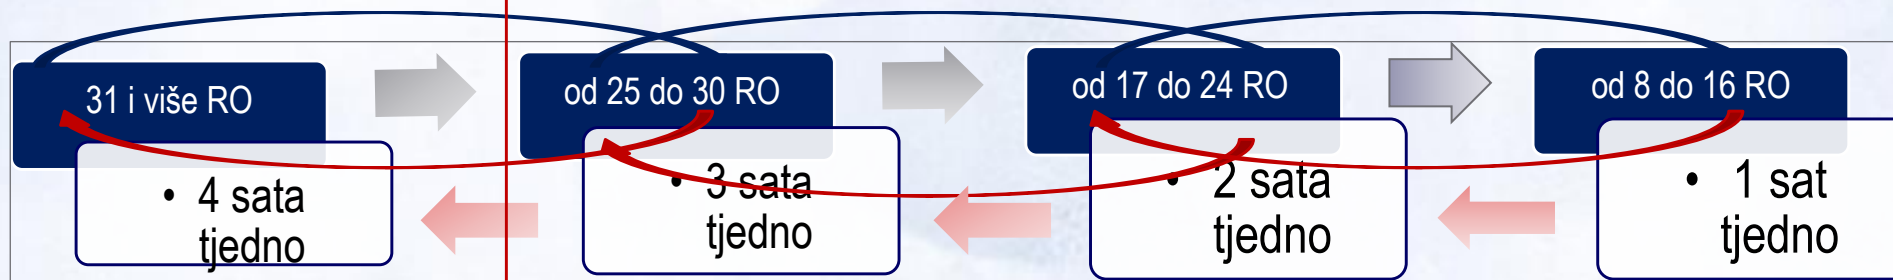 31 i više RO
• 4 sata
tjedno
od 25 do 30 RO
• 3 sata
tjedno
od 17 do 24 RO
• 2 sata
tjedno
od 8 do 16 RO
• 1 sat
tjedno